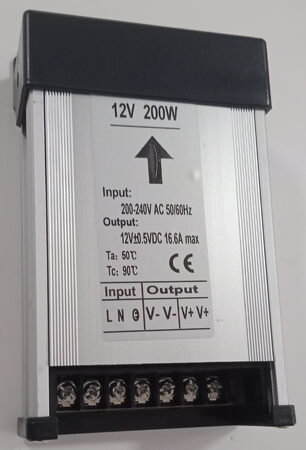 12V 200W
Input:
200-240V AC 50/60Hz
Output:
12V±0.5VDC 16.6A max
Ta: 50℃
Tc: 90℃ CE
Input Output
L N V- V- V+ V+